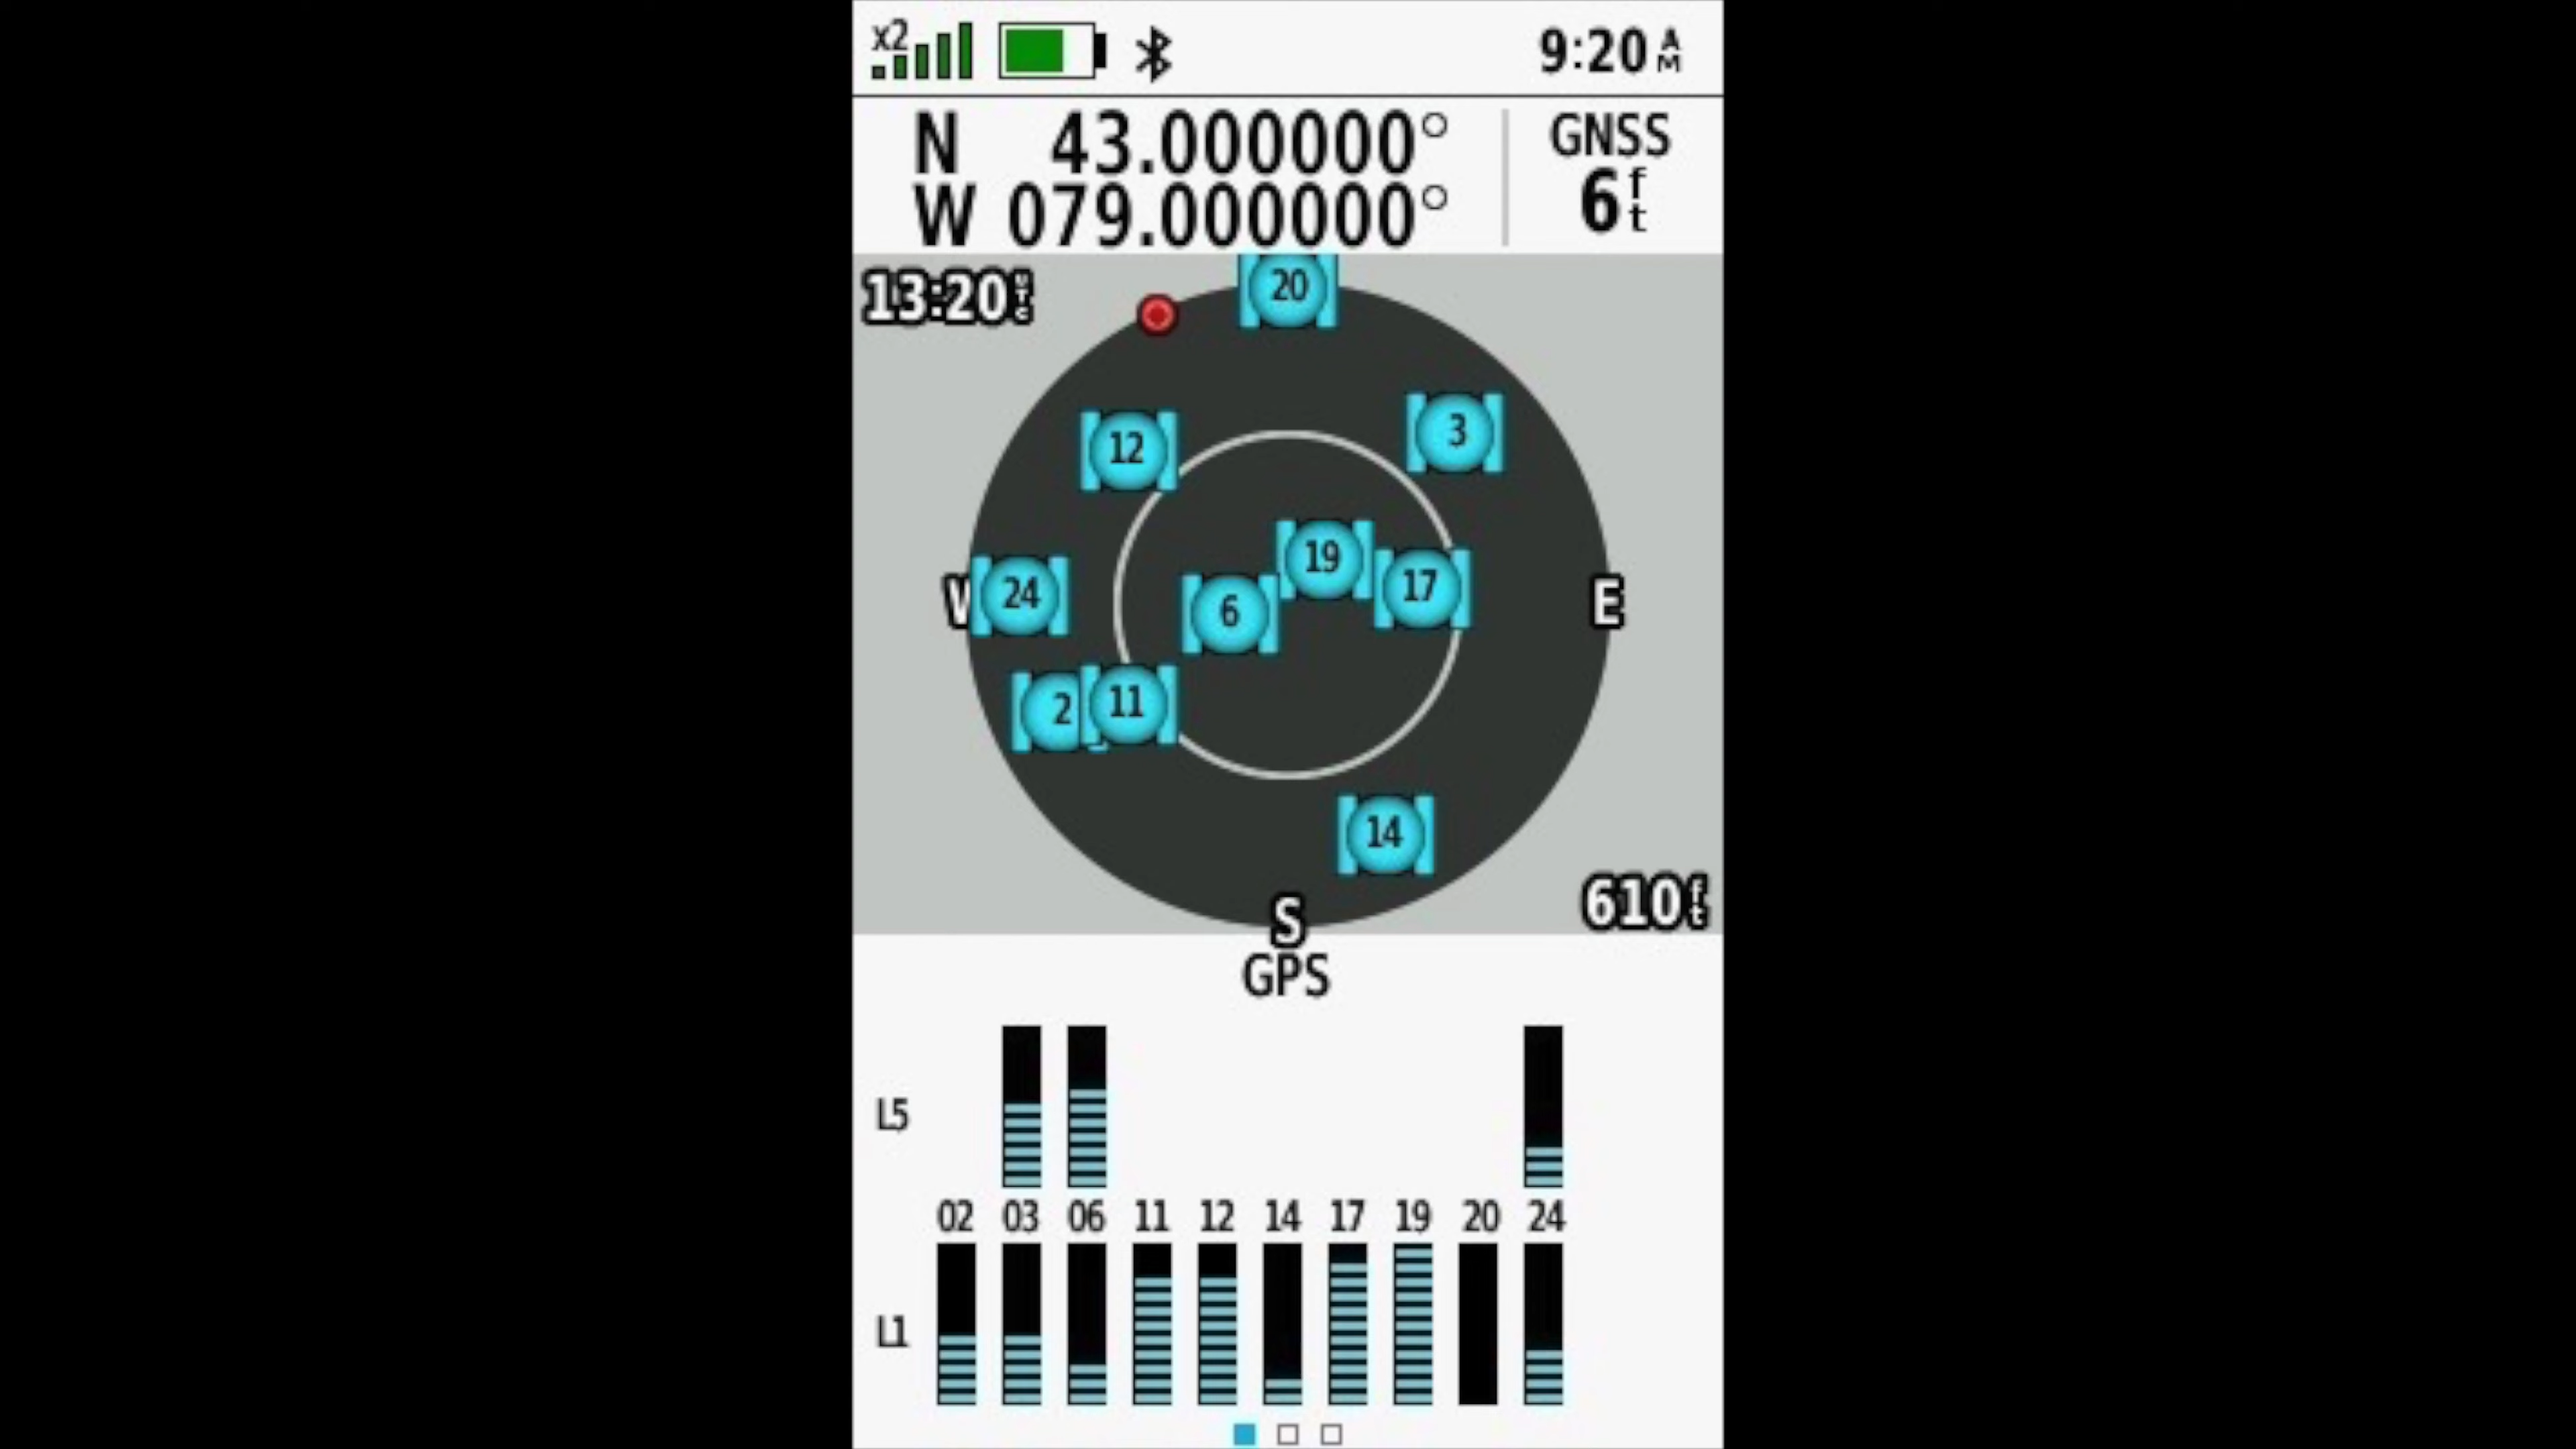 x2 9:20 AM
N 43.000000° GNSS
W 079.000000° 6 ft
13:20 UTC
20
12 3
19
24 17
6
2 11
E
14
610 ft
S
GPS
L5
02 03 06 11 12 14 17 19 20 24
L1